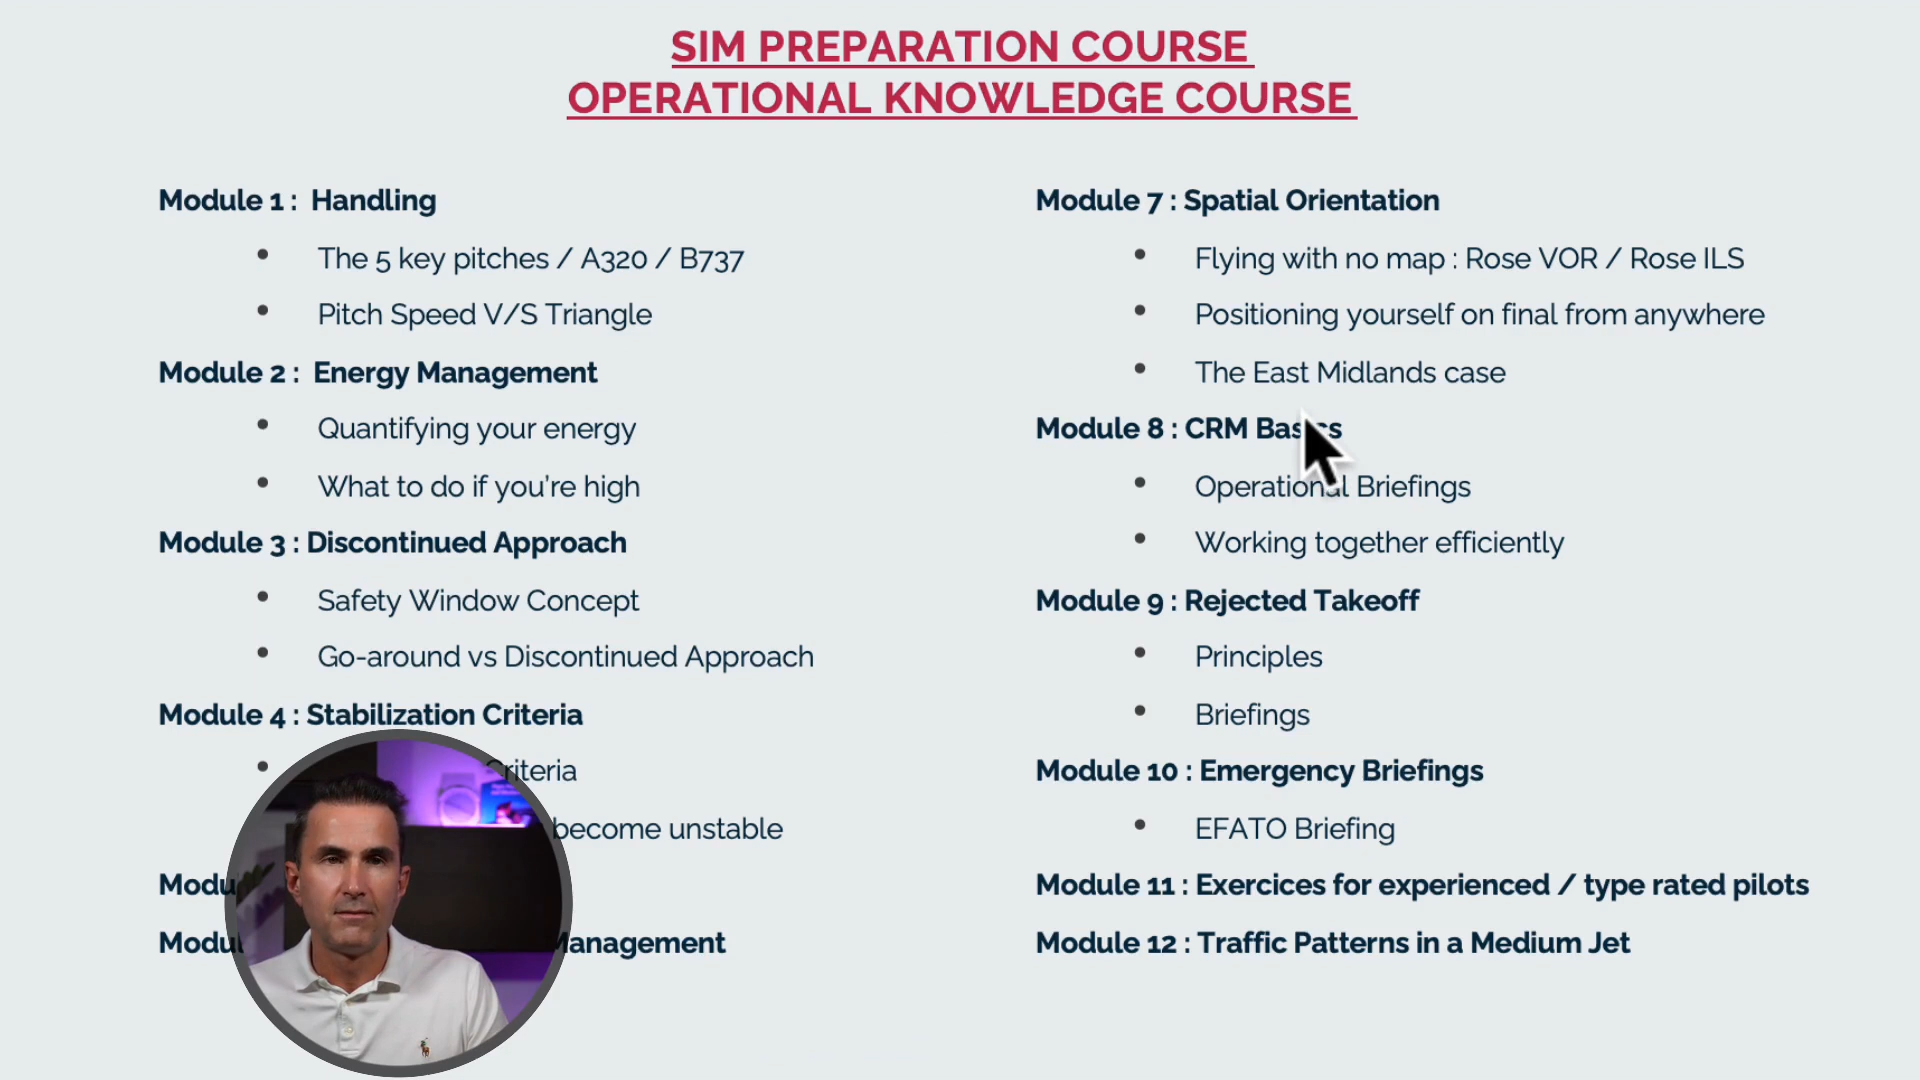 SIM PREPARATION COURSE
OPERATIONAL KNOWLEDGE COURSE
Module 1 : Handling
• The 5 key pitches / A320 / B737
• Pitch Speed V/S Triangle
Module 2 : Energy Management
• Quantifying your energy
• What to do if you're high
Module 3 : Discontinued Approach
• Safety Window Concept
• Go-around vs Discontinued Approach
Module 4 : Stabilization Criteria
• Criteria
become unstable
Management
Module 7 : Spatial Orientation
• Flying with no map : Rose VOR / Rose ILS
• Positioning yourself on final from anywhere
• The East Midlands case
Module 8 : CRM Basics
• Operational Briefings
• Working together efficiently
Module 9 : Rejected Takeoff
• Principles
• Briefings
Module 10 : Emergency Briefings
• EFATO Briefing
Module 11 : Exercices for experienced / type rated pilots
Module 12 : Traffic Patterns in a Medium Jet